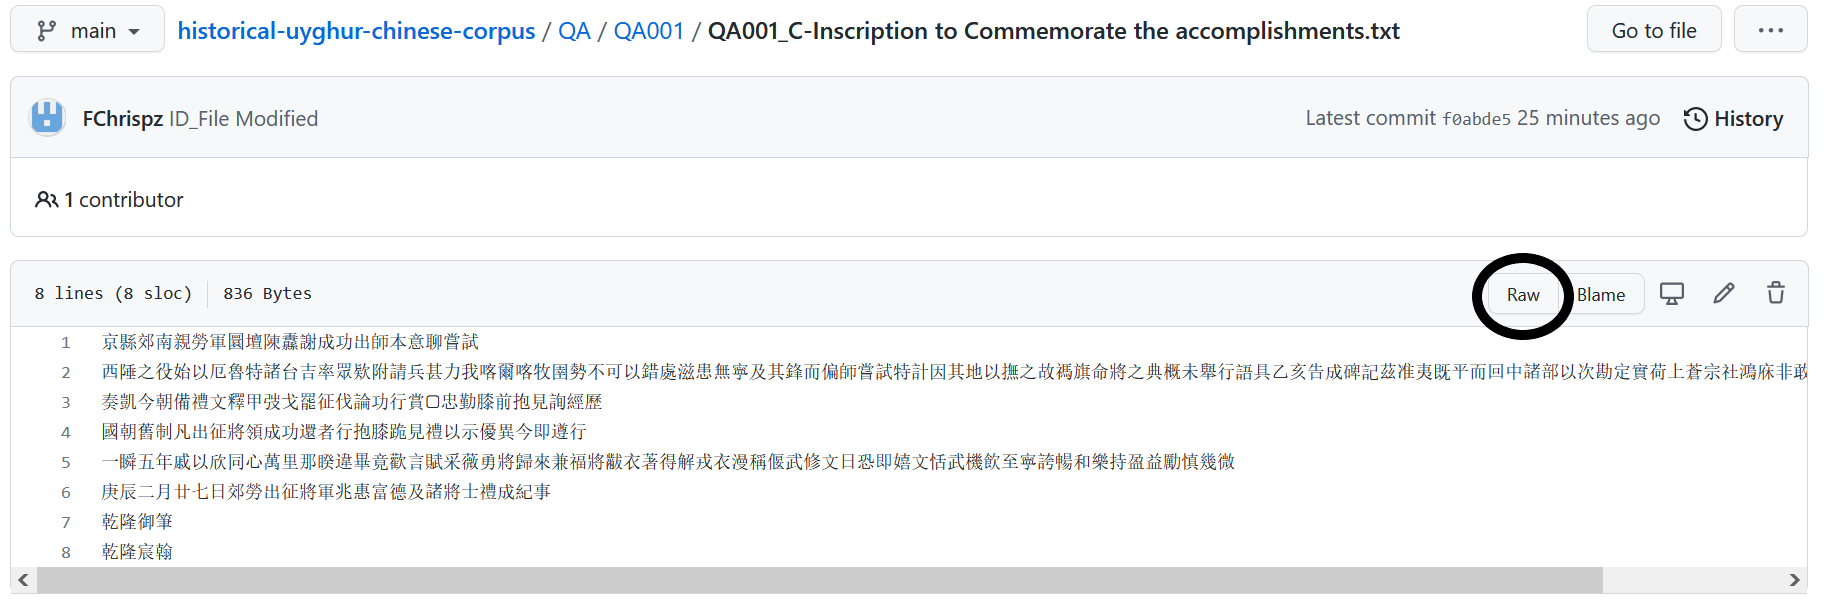 main historical-uyghur-chinese-corpus / QA / QA001 / QA001_C-Inscription to Commemorate the accomplishments.txt Go to file ...
FChrispz ID_File Modified Latest commit f0abde5 25 minutes ago History
1 contributor
8 lines (8 sloc) 836 Bytes Raw Blame
1 京縣郊南親勞軍圜壇陳纛謝成功出師本意聊嘗試
2 西陲之役始以厄魯特諸台吉率眾欵附請兵甚力我喀爾喀牧圉勢不可以錯處滋患無寧及其鋒而偏師嘗試特計因其地以撫之故禡旗命將之典概未舉行語具乙亥告成碑記茲准夷既平而回中諸部以次勘定實荷上蒼宗社鴻庥非敢
3 奏凱今朝備禮文釋甲弢戈罷征伐論功行賞▢忠勤膝前抱見詢經歷
4 國朝舊制凡出征將領成功還者行抱膝跪見禮以示優異今即遵行
5 一瞬五年戚以欣同心萬里那睽違畢竟歡言賦采薇勇將歸來兼福將黻衣著得解戎衣漫稱偃武修文日恐即嬉文恬武機飲至寧誇暢和樂持盈益勵慎幾微
6 庚辰二月廿七日郊勞出征將軍兆惠富德及諸將士禮成紀事
7 乾隆御筆
8 乾隆宸翰